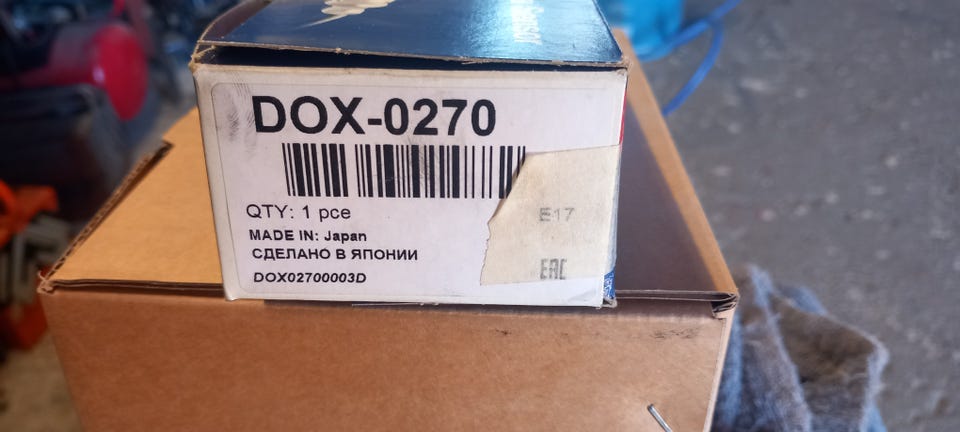 DOX-0270
QTY: 1 pce
E17
MADE IN: Japan
СДЕЛАНО В ЯПОНИИ
EAC
DOX02700003D